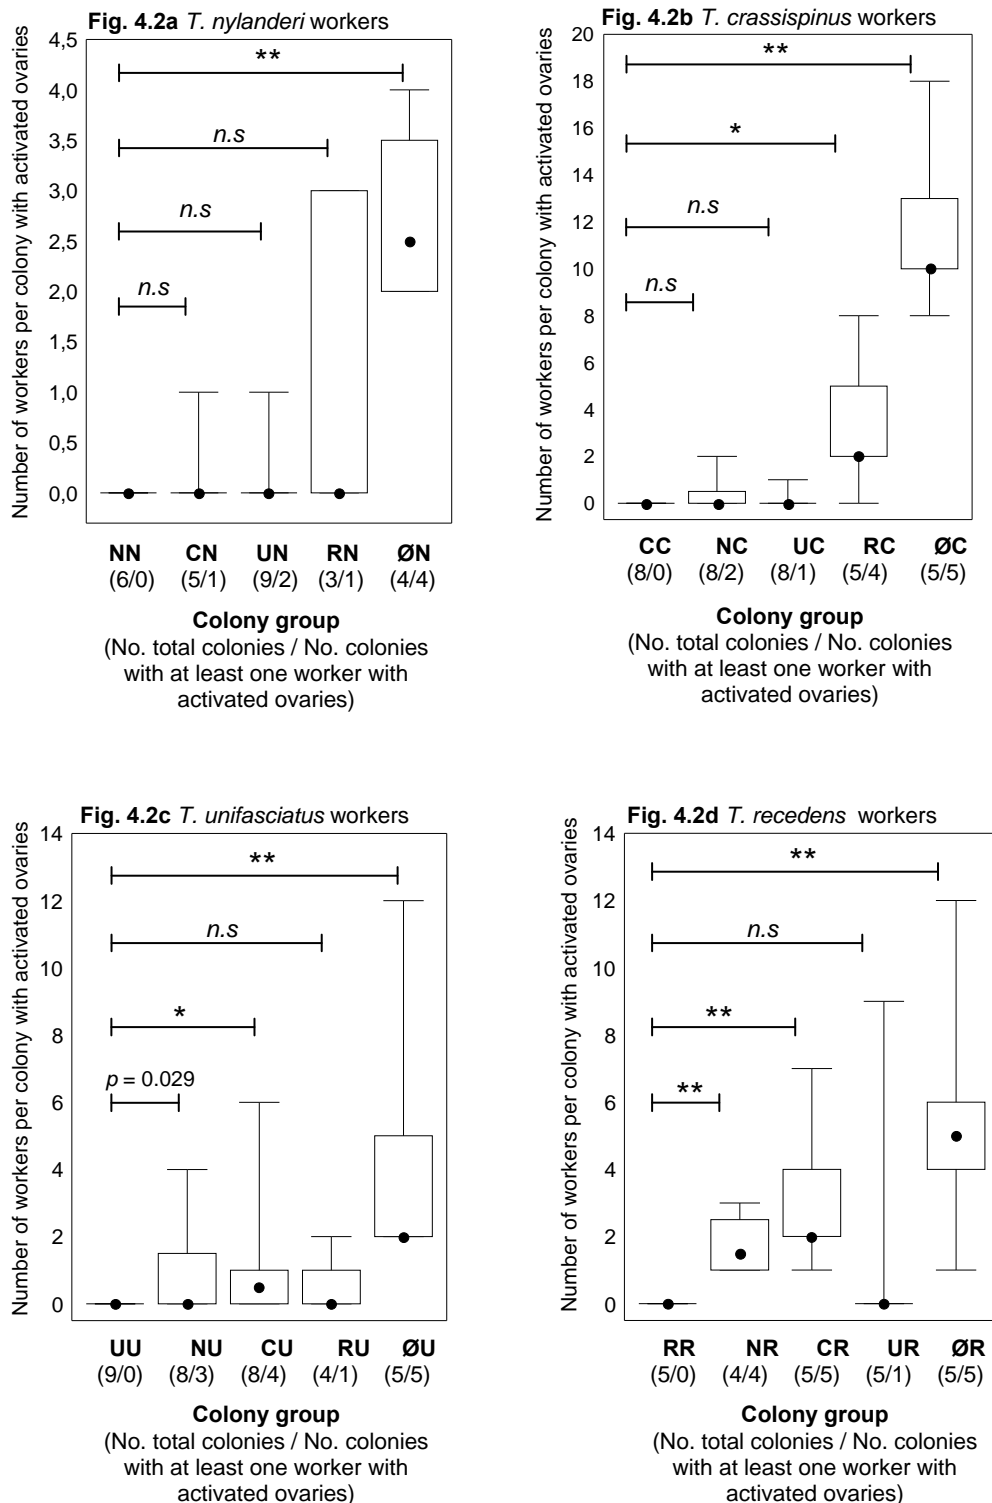 Fig. 4.2a T. nylanderi workers
Number of workers per colony with activated ovaries
4,5
4,0
3,5
3,0
2,5
2,0
1,5
1,0
0,5
0,0
**
n.s
n.s
n.s
NN CN UN RN ØN
(6/0) (5/1) (9/2) (3/1) (4/4)
Colony group
(No. total colonies / No. colonies
with at least one worker with
activated ovaries)
Fig. 4.2b T. crassispinus workers
Number of workers per colony with activated ovaries
20
18
16
14
12
10
8
6
4
2
0
**
*
n.s
n.s
CC NC UC RC ØC
(8/0) (8/2) (8/1) (5/4) (5/5)
Colony group
(No. total colonies / No. colonies
with at least one worker with
activated ovaries)
Fig. 4.2c T. unifasciatus workers
Number of workers per colony with activated ovaries
14
12
10
8
6
4
2
0
**
n.s
*
p = 0.029
UU NU CU RU ØU
(9/0) (8/3) (8/4) (4/1) (5/5)
Colony group
(No. total colonies / No. colonies
with at least one worker with
activated ovaries)
Fig. 4.2d T. recedens workers
Number of workers per colony with activated ovaries
14
12
10
8
6
4
2
0
**
n.s
**
**
RR NR CR UR ØR
(5/0) (4/4) (5/5) (5/1) (5/5)
Colony group
(No. total colonies / No. colonies
with at least one worker with
activated ovaries)